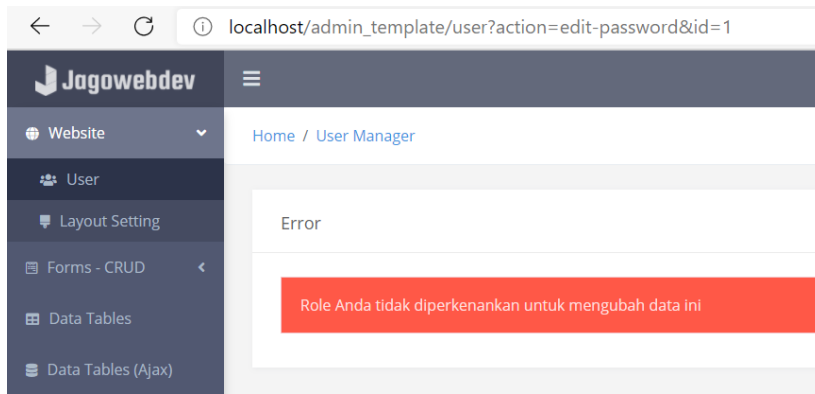 localhost/admin_template/user?action=edit-password&id=1
Jagowebdev
Website
Home / User Manager
User
Layout Setting
Error
Forms - CRUD
Role Anda tidak diperkenankan untuk mengubah data ini
Data Tables
Data Tables (Ajax)